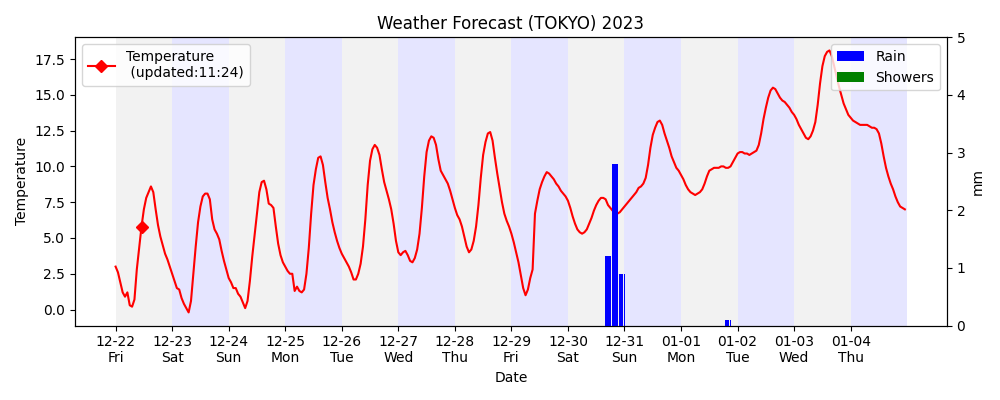 Weather Forecast (TOKYO) 2023
Temperature
(updated:11:24)
Rain
Showers
Temperature
17.5
15.0
12.5
10.0
7.5
5.0
2.5
0.0
5
4
3
2
1
0
mm
12-22 12-23 12-24 12-25 12-26 12-27 12-28 12-29 12-30 12-31 01-01 01-02 01-03 01-04
Fri Sat Sun Mon Tue Wed Thu Fri Sat Sun Mon Tue Wed Thu
Date